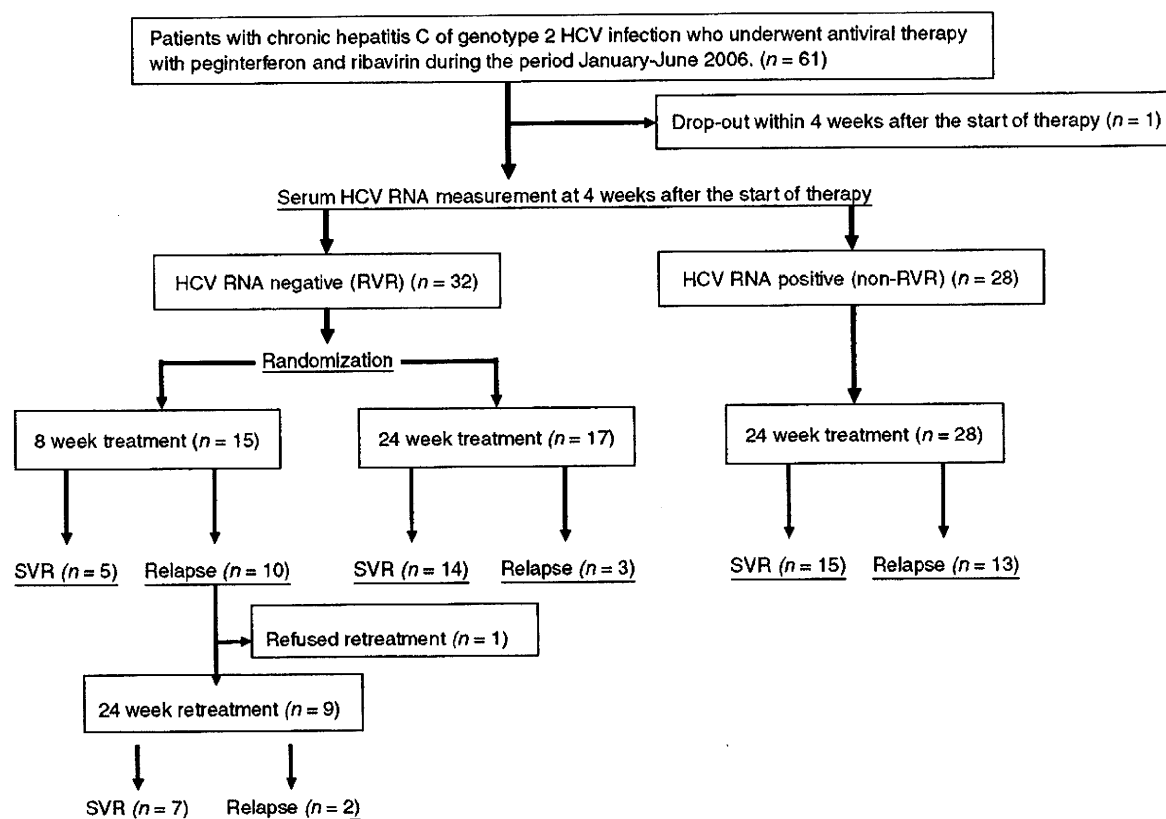 Patients with chronic hepatitis C of genotype 2 HCV infection who underwent antiviral therapy
with peginterferon and ribavirin during the period January-June 2006. (n = 61)
Drop-out within 4 weeks after the start of therapy (n = 1)
Serum HCV RNA measurement at 4 weeks after the start of therapy
HCV RNA negative (RVR) (n = 32)
HCV RNA positive (non-RVR) (n = 28)
Randomization
8 week treatment (n = 15)
24 week treatment (n = 17)
24 week treatment (n = 28)
SVR (n = 5)
Relapse (n = 10)
SVR (n = 14)
Relapse (n = 3)
SVR (n = 15)
Relapse (n = 13)
Refused retreatment (n = 1)
24 week retreatment (n = 9)
SVR (n = 7)
Relapse (n = 2)